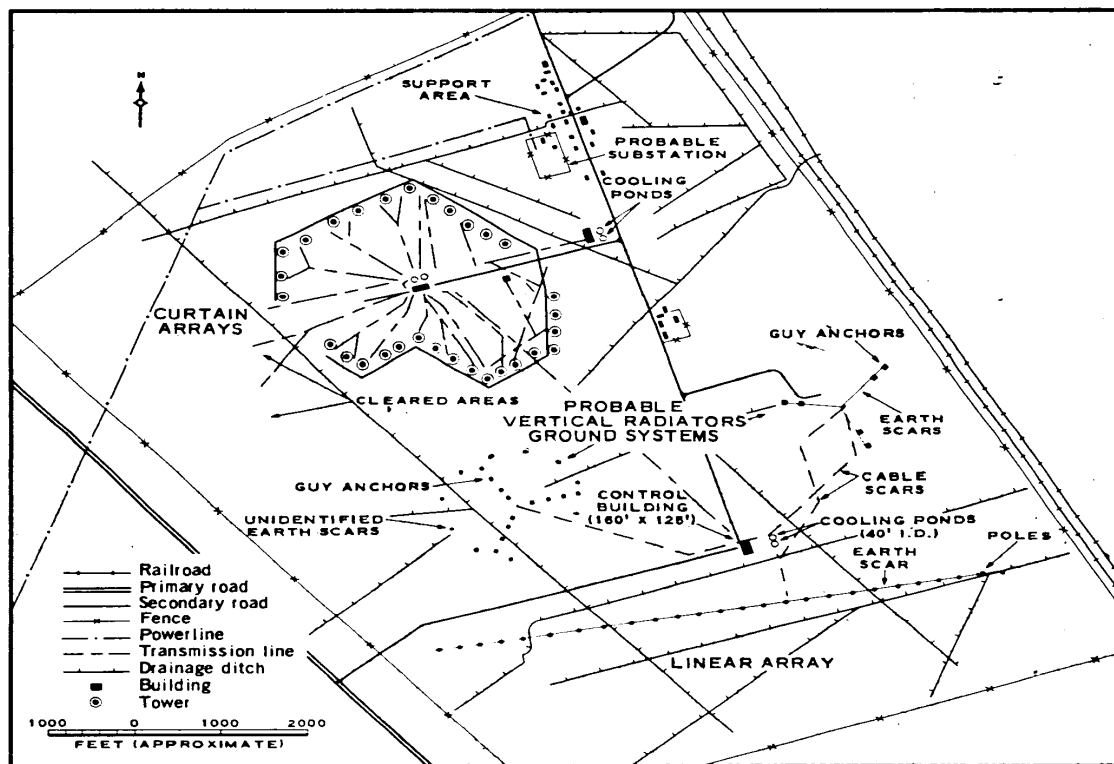 N
SUPPORT
AREA
PROBABLE
SUBSTATION
COOLING
PONDS
CURTAIN
ARRAYS
GUY ANCHORS
CLEARED AREAS
PROBABLE
VERTICAL RADIATORS
GROUND SYSTEMS
EARTH
SCARS
GUY ANCHORS
CABLE
SCARS
UNIDENTIFIED
EARTH SCARS
CONTROL
BUILDING
(160' X 125')
COOLING PONDS
(40' I.D.)
EARTH
SCAR
POLES
LINEAR ARRAY
Railroad
Primary road
Secondary road
Fence
Powerline
Transmission line
Drainage ditch
Building
Tower
1000 0 1000 2000
FEET (APPROXIMATE)